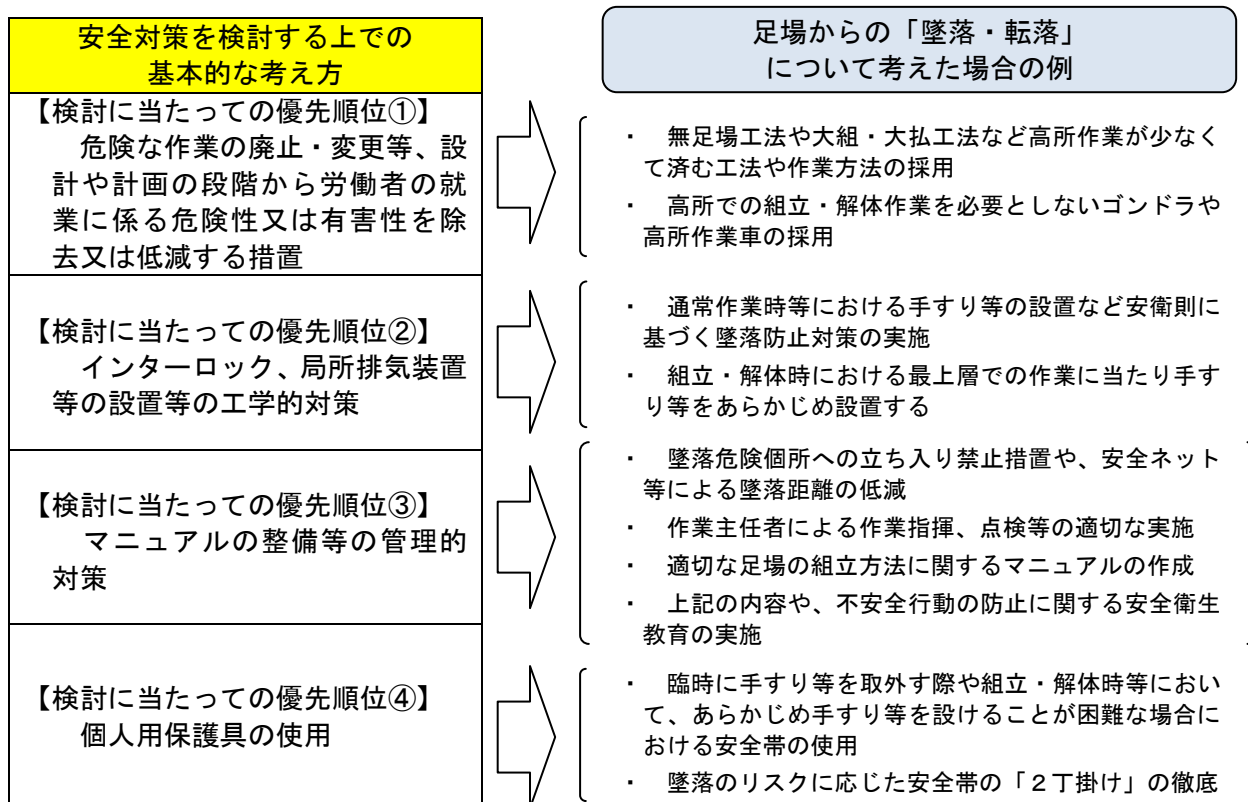 安全対策を検討する上での
基本的な考え方
足場からの「墜落・転落」
について考えた場合の例
【検討に当たっての優先順位①】
危険な作業の廃止・変更等、設
計や計画の段階から労働者の就
業に係る危険性又は有害性を除
去又は低減する措置
・ 無足場工法や大組・大払工法など高所作業が少なく
て済む工法や作業方法の採用
・ 高所での組立・解体作業を必要としないゴンドラや
高所作業車の採用
【検討に当たっての優先順位②】
インターロック、局所排気装置
等の設置等の工学的対策
・ 通常作業時等における手すり等の設置など安衛則に
基づく墜落防止対策の実施
・ 組立・解体時における最上層での作業に当たり手す
り等をあらかじめ設置する
【検討に当たっての優先順位③】
マニュアルの整備等の管理的
対策
・ 墜落危険個所への立ち入り禁止措置や、安全ネット
等による墜落距離の低減
・ 作業主任者による作業指揮、点検等の適切な実施
・ 適切な足場の組立方法に関するマニュアルの作成
・ 上記の内容や、不安全行動の防止に関する安全衛生
教育の実施
【検討に当たっての優先順位④】
個人用保護具の使用
・ 臨時に手すり等を取外す際や組立・解体時等におい
て、あらかじめ手すり等を設けることが困難な場合に
おける安全帯の使用
・ 墜落のリスクに応じた安全帯の「２丁掛け」の徹底